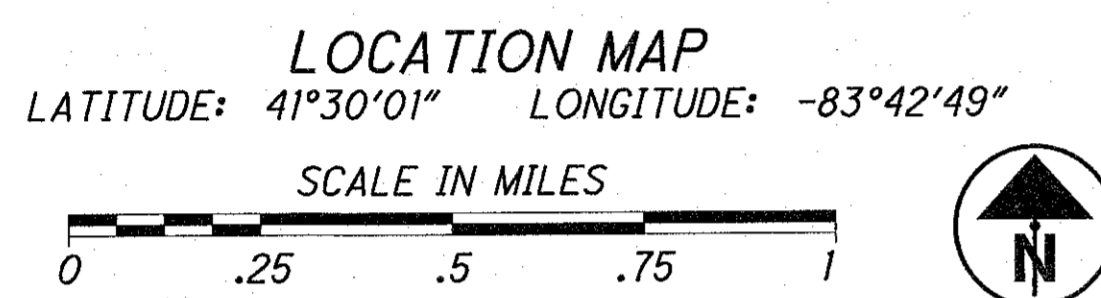 LOCATION MAP
LATITUDE: 41°30'01" LONGITUDE: -83°42'49"
SCALE IN MILES
0 .25 .5 .75 1
N